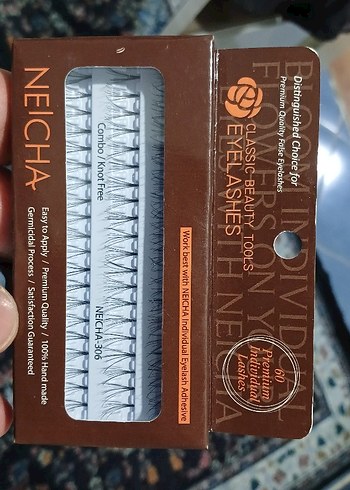 Distinguished Choice for
Premium Quality False Eyelashes
CLASSIC BEAUTY TOOLS
EYELASHES
60
Premium
Individual
Lashes
Work best with NEICHA Individual Eyelash Adhesive
Combo / Knot Free
NEICHA-306
NEICHA
Easy to Apply / Premium Quality / 100% Hand made
Germicidal Process / Satisfaction Guaranteed